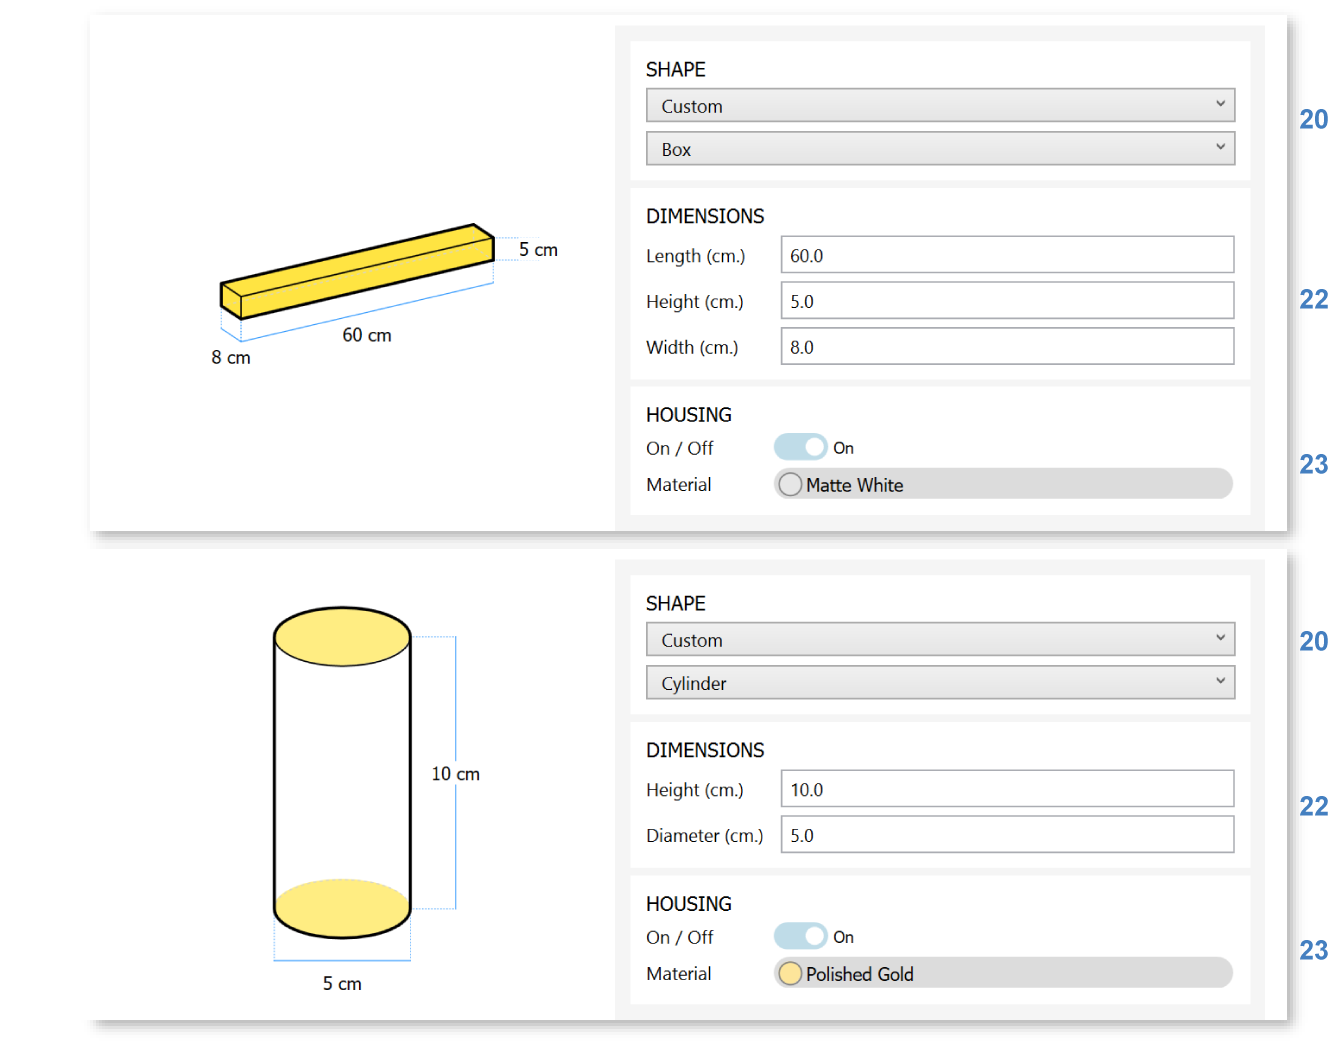 SHAPE
Custom
20
Box
DIMENSIONS
5 cm
Length (cm.) 60.0
Height (cm.) 5.0
22
60 cm
Width (cm.) 8.0
8 cm
HOUSING
On / Off On
23
Material Matte White
SHAPE
Custom
20
Cylinder
DIMENSIONS
10 cm
Height (cm.) 10.0
22
Diameter (cm.) 5.0
HOUSING
On / Off On
23
Material Polished Gold
5 cm